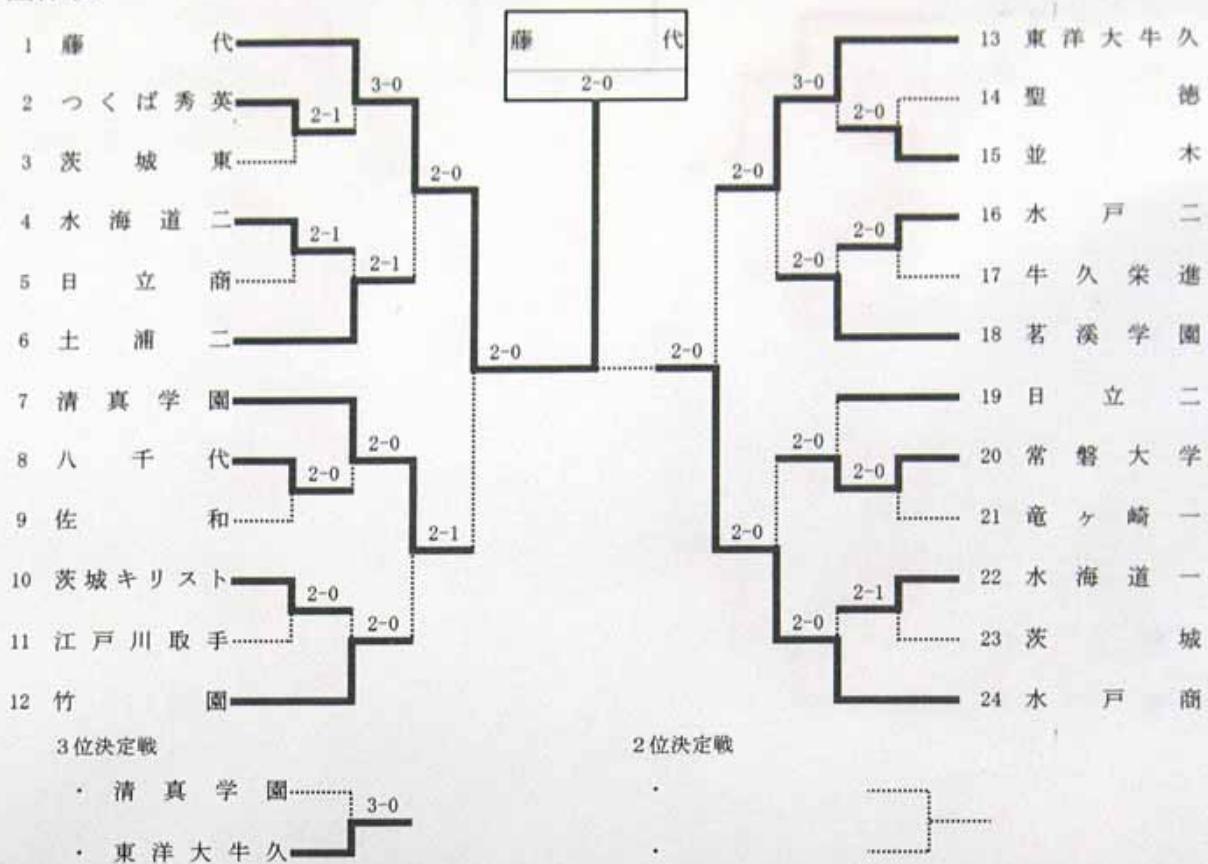 藤代
2-0
1 藤代
2 つくば秀英
3 茨城東
4 水海道二
5 日立商
6 土浦二
7 清真学園
8 八千代
9 佐和
10 茨城キリスト
11 江戸川取手
12 竹園
3-0
2-1
2-0
2-1
2-1
2-0
2-0
2-0
2-1
2-0
2-0
13 東洋大牛久
14 聖徳
15 並木
16 水戸二
17 牛久栄進
18 茗溪学園
19 日立二
20 常磐大学
21 竜ヶ崎一
22 水海道一
23 茨城
24 水戸商
3-0
2-0
2-0
2-0
2-0
2-0
2-0
2-0
2-0
2-1
2-0
3位決定戦
・ 清真学園
3-0
・ 東洋大牛久
2位決定戦
・
・